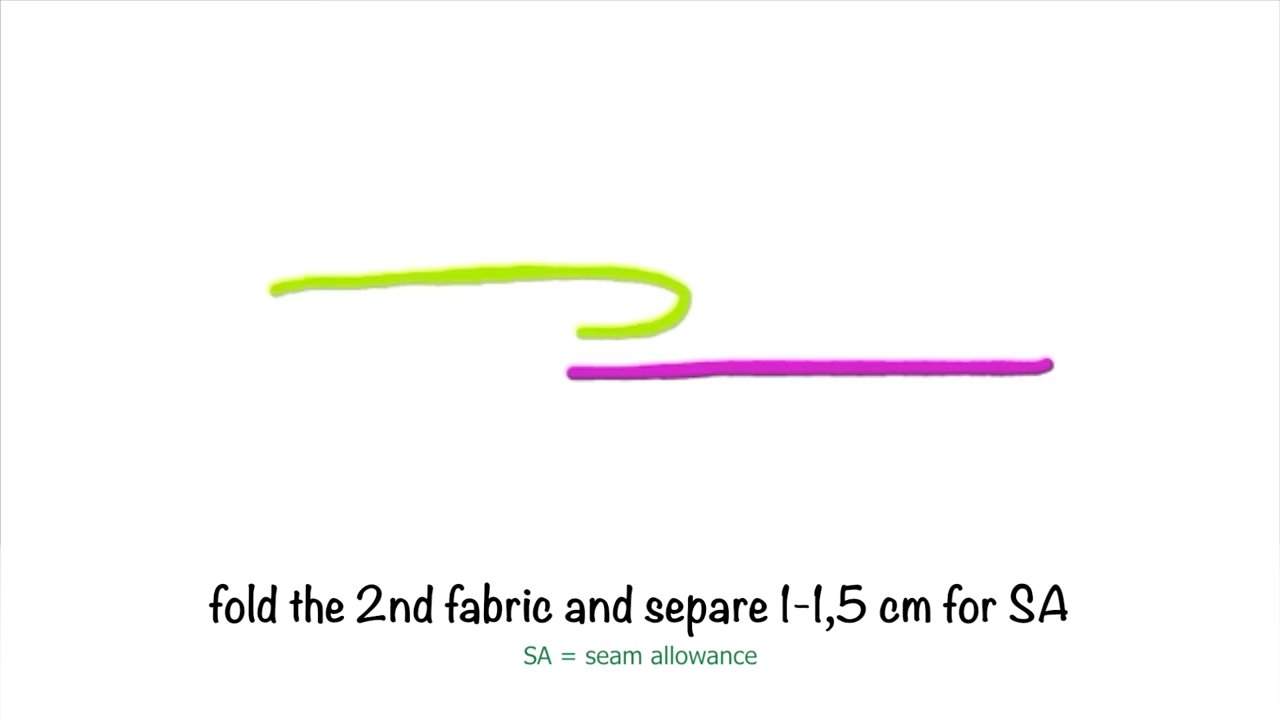 fold the 2nd fabric and separe 1-1,5 cm for SA
SA = seam allowance